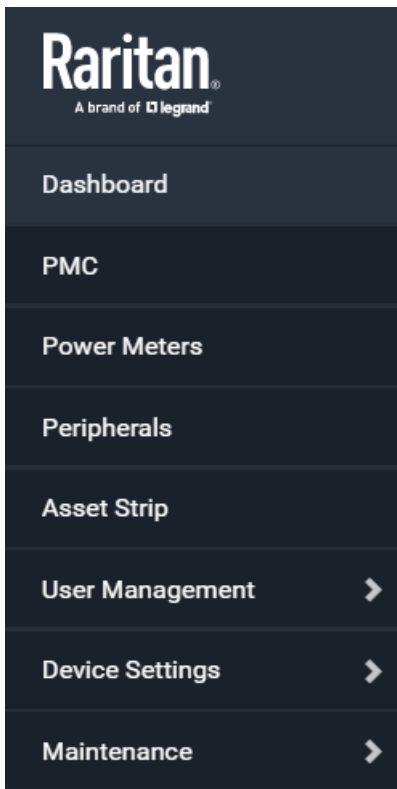 Raritan®
A brand of legrand
Dashboard
PMC
Power Meters
Peripherals
Asset Strip
User Management
Device Settings
Maintenance